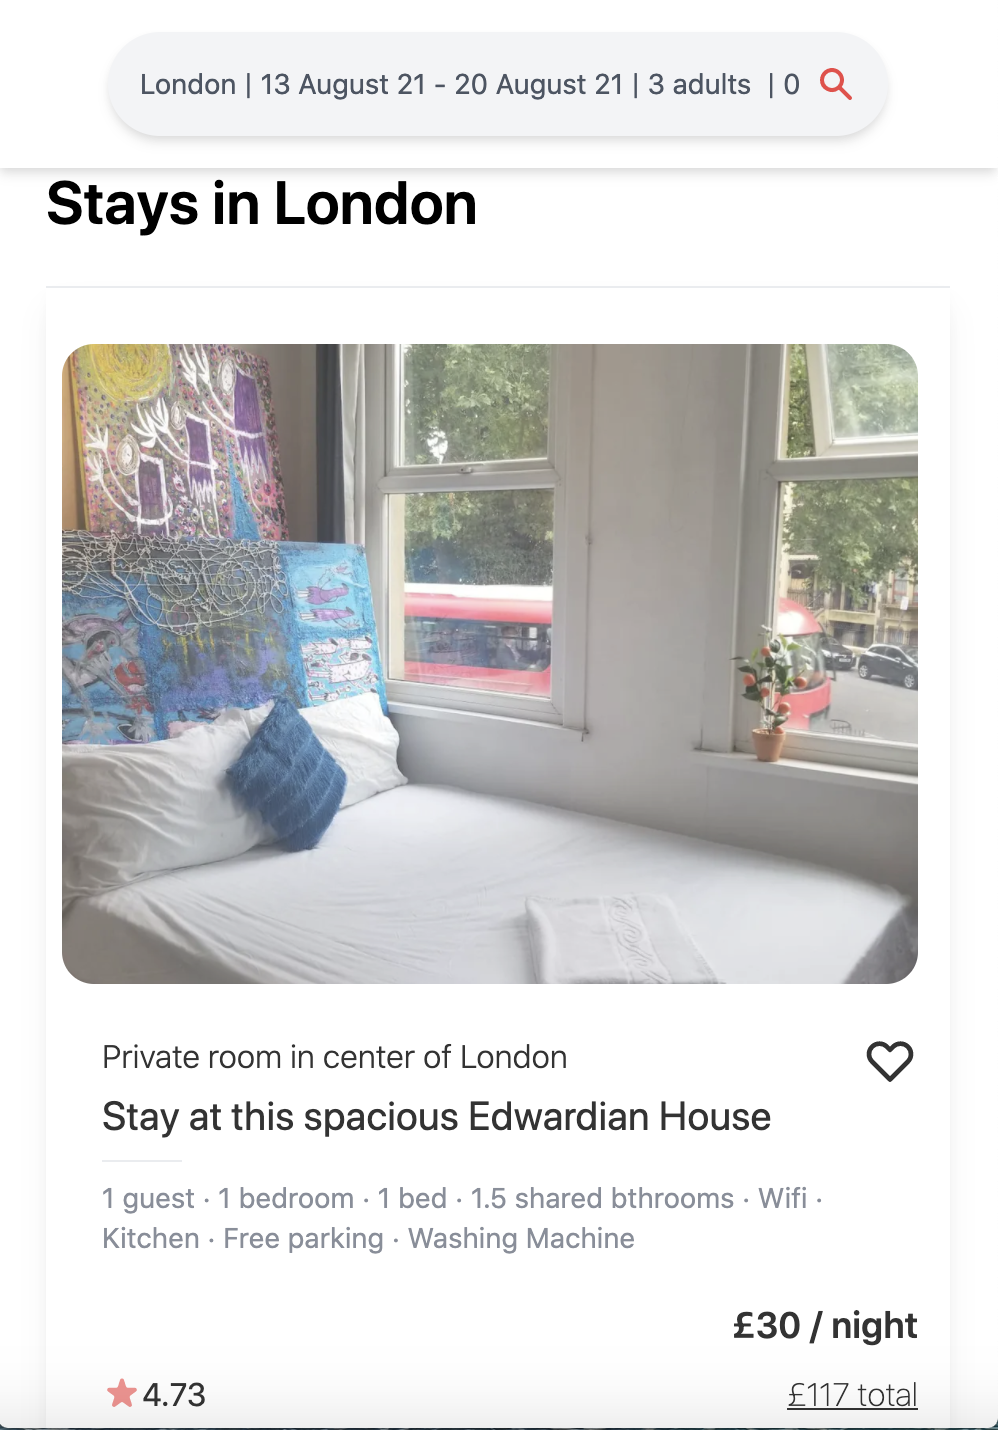 London | 13 August 21 - 20 August 21 | 3 adults | 0
Stays in London
Private room in center of London
Stay at this spacious Edwardian House
1 guest · 1 bedroom · 1 bed · 1.5 shared bthrooms · Wifi ·
Kitchen · Free parking · Washing Machine
£30 / night
4.73
£117 total